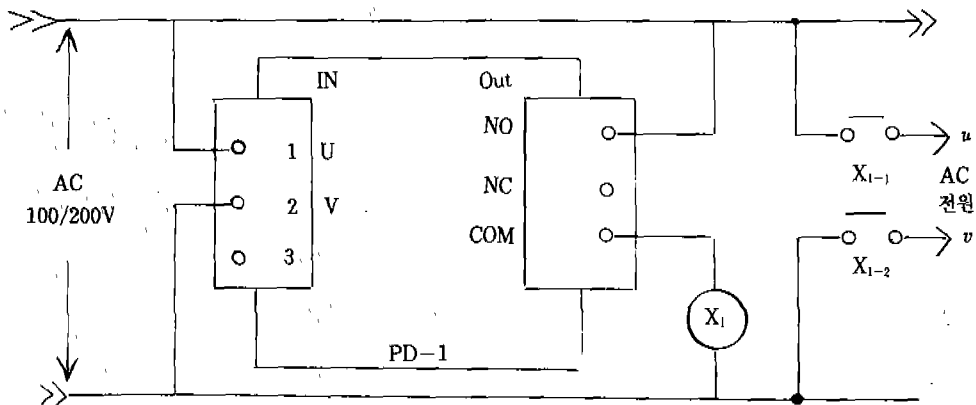 IN
Out
NO
1 U
u
AC
100/200V
X₁₋₁
AC
전원
NC
2 V
COM
v
3
X₁₋₂
X₁
PD-1